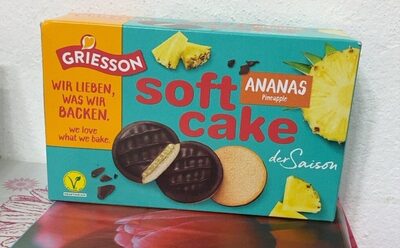 GRIESSON
WIR LIEBEN,
WAS WIR
BACKEN.
we love
what we bake.
soft
cake
ANANAS
Pineapple
der Saison
V